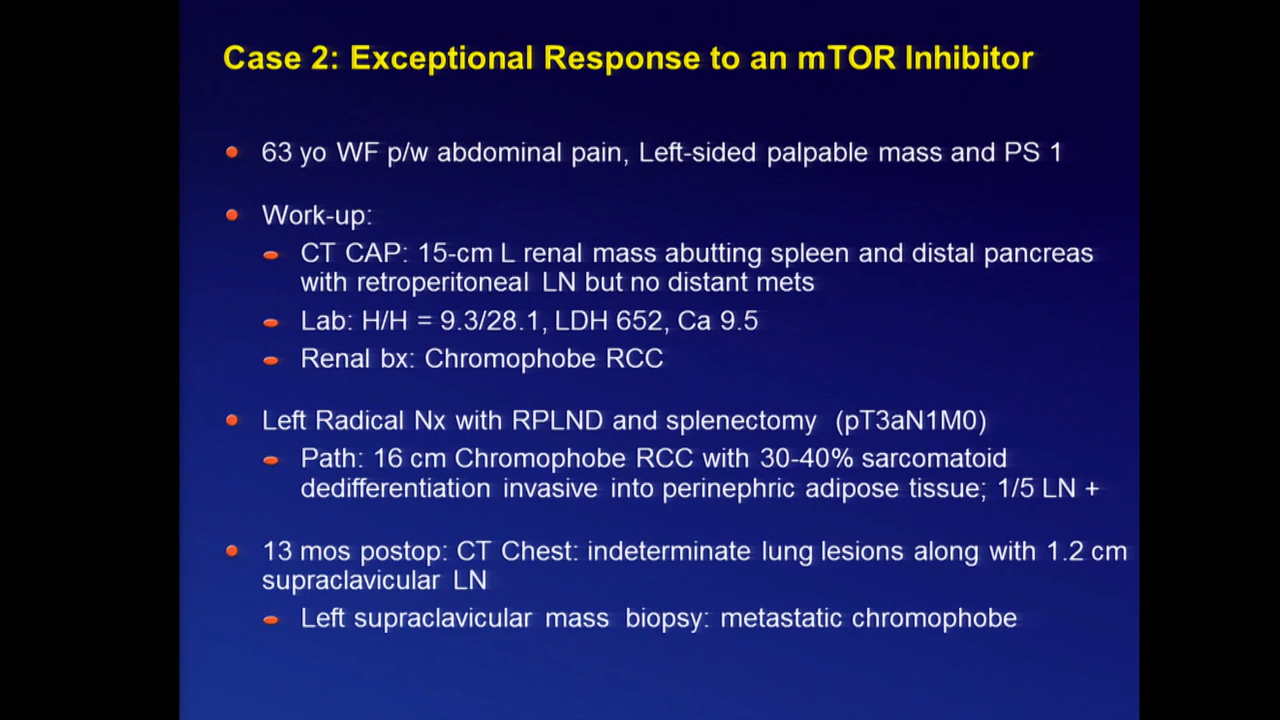 Case 2: Exceptional Response to an mTOR Inhibitor
63 yo WF p/w abdominal pain, Left-sided palpable mass and PS 1
Work-up:
CT CAP: 15-cm L renal mass abutting spleen and distal pancreas
with retroperitoneal LN but no distant mets
Lab: H/H = 9.3/28.1, LDH 652, Ca 9.5
Renal bx: Chromophobe RCC
Left Radical Nx with RPLND and splenectomy (pT3aN1M0)
Path: 16 cm Chromophobe RCC with 30-40% sarcomatoid
dedifferentiation invasive into perinephric adipose tissue; 1/5 LN +
13 mos postop: CT Chest: indeterminate lung lesions along with 1.2 cm
supraclavicular LN
Left supraclavicular mass biopsy: metastatic chromophobe